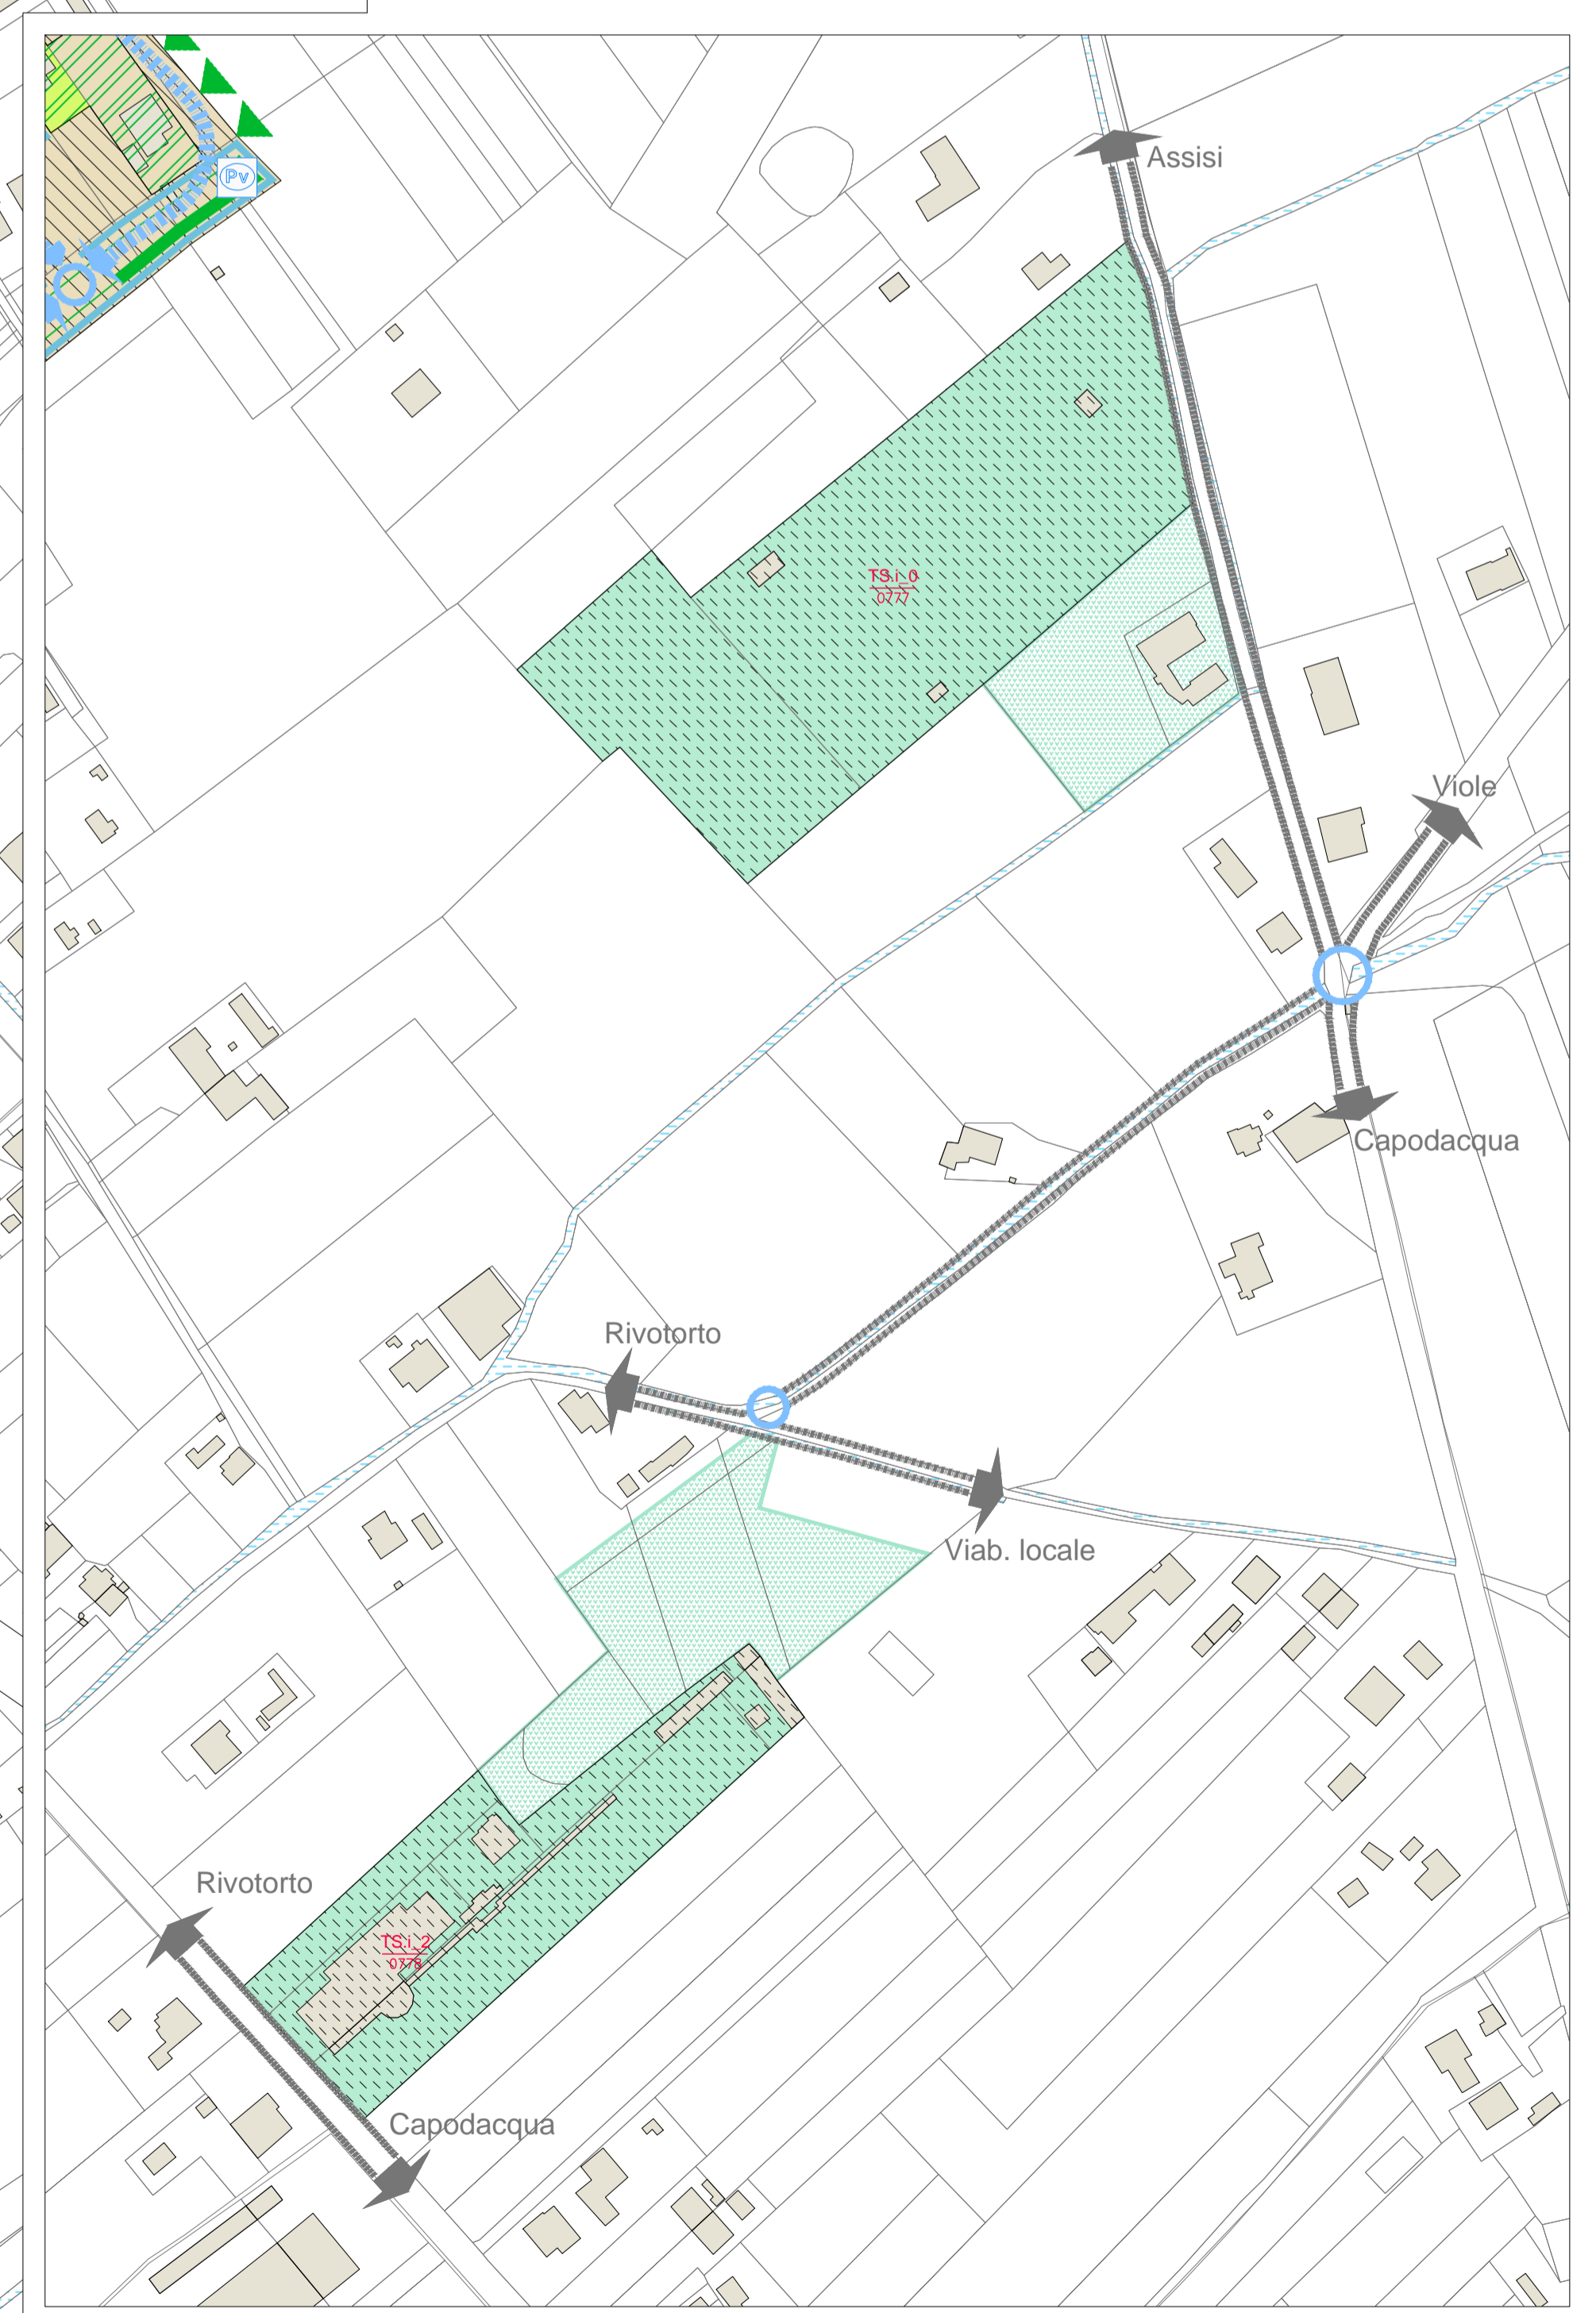 Assisi
Pv
TS.i_0
0777
Viole
Capodacqua
Rivotorto
Viab. locale
Rivotorto
TS.i_2
0778
Capodacqua